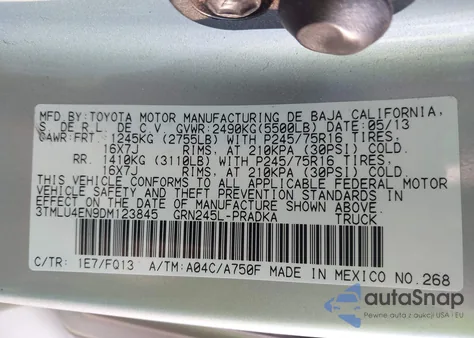 MFD.BY:TOYOTA MOTOR MANUFACTURING DE BAJA CALIFORNIA,
S. DE R.L. DE C.V. GVWR:2490KG(5500LB) DATE:05/13
GAWR:FRT. 1245KG (2755LB) WITH P245/75R16 TIRES,
16X7J RIMS, AT 210KPA (30PSI) COLD.
RR. 1410KG (3110LB) WITH P245/75R16 TIRES,
16X7J RIMS, AT 210KPA (30PSI) COLD.
THIS VEHICLE CONFORMS TO ALL APPLICABLE FEDERAL MOTOR
VEHICLE SAFETY AND THEFT PREVENTION STANDARDS IN
EFFECT ON THE DATE OF MANUFACTURE SHOWN ABOVE.
3TMLU4EN9DM123845 GRN245L-PRADKA TRUCK
C/TR: 1E7/FQ13 A/TM:A04C/A750F MADE IN MEXICO NO.268
autoSnap
AUTO AUCTIONS USA | EU